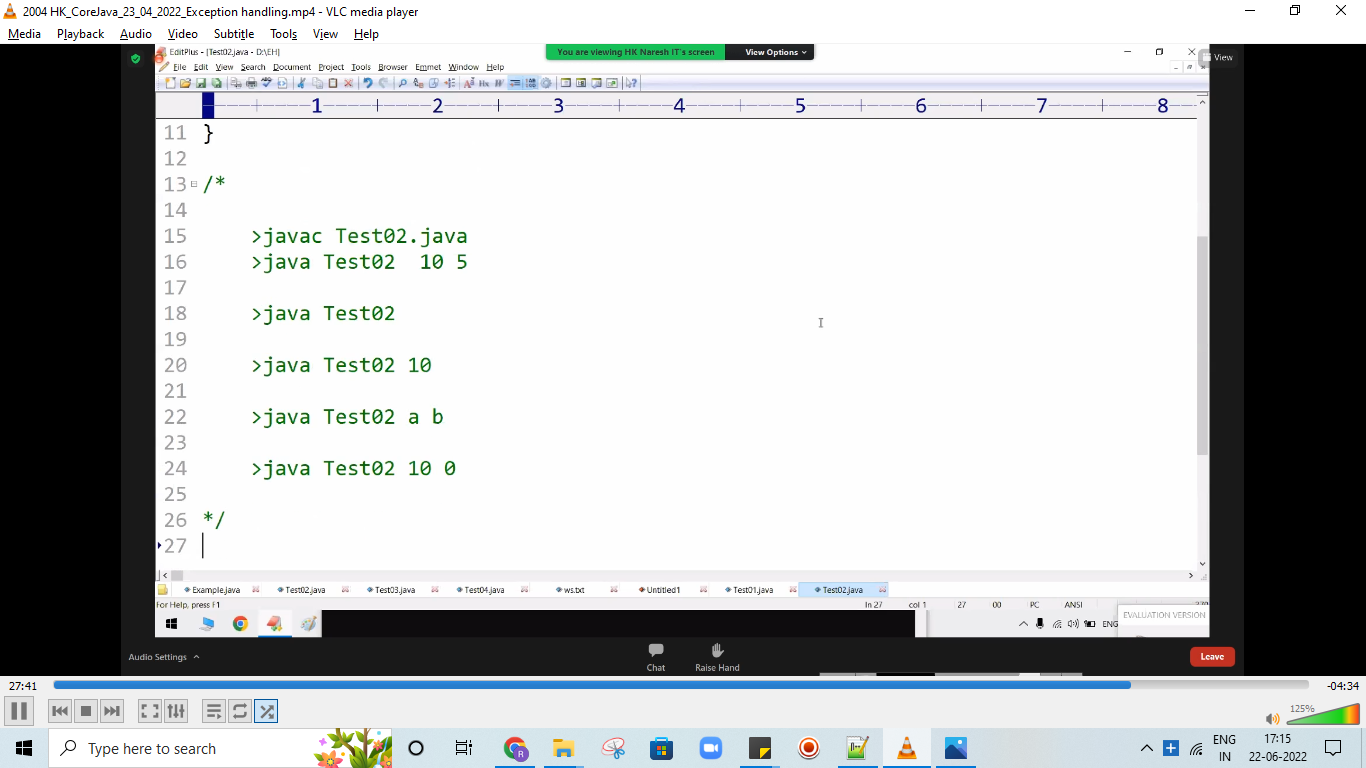 2004 HK_CoreJava_23_04_2022_Exception handling.mp4 - VLC media player
Media Playback Audio Video Subtitle Tools View Help
EditPlus - [Test02.java - D:\EH]
You are viewing HK Naresh IT's screen
View Options
View
File Edit View Search Document Project Tools Browser Emmet Window Help
1 2 3 4 5 6 7 8
11 }
12
13 /*
14
15 >javac Test02.java
16 >java Test02 10 5
17
18 >java Test02
19
20 >java Test02 10
21
22 >java Test02 a b
23
24 >java Test02 10 0
25
26 */
27
Example.java Test02.java Test03.java Test04.java ws.txt Untitled1 Test01.java Test02.java
For Help, press F1 ln 27 col 1 27 00 PC ANSI
EVALUATION VERSION
ENG
Audio Settings
Chat
Raise Hand
Leave
27:41
-04:34
125%
Type here to search
ENG
IN
17:15
22-06-2022